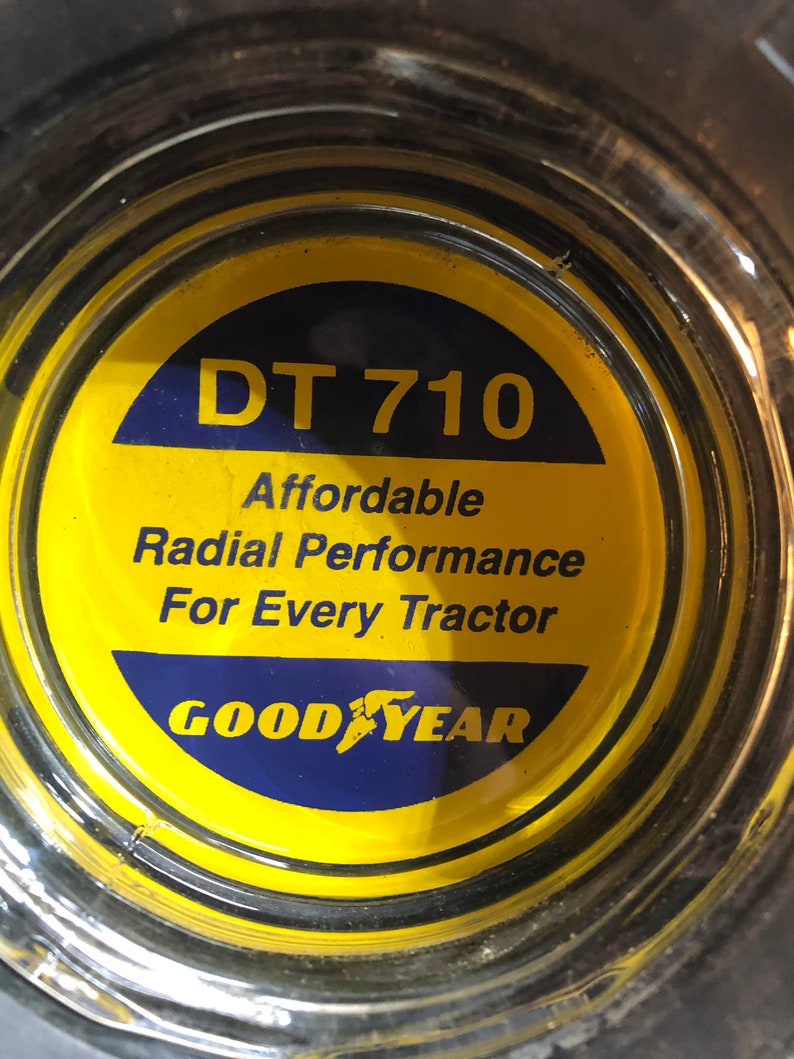 DT 710
Affordable
Radial Performance
For Every Tractor
GOODYEAR